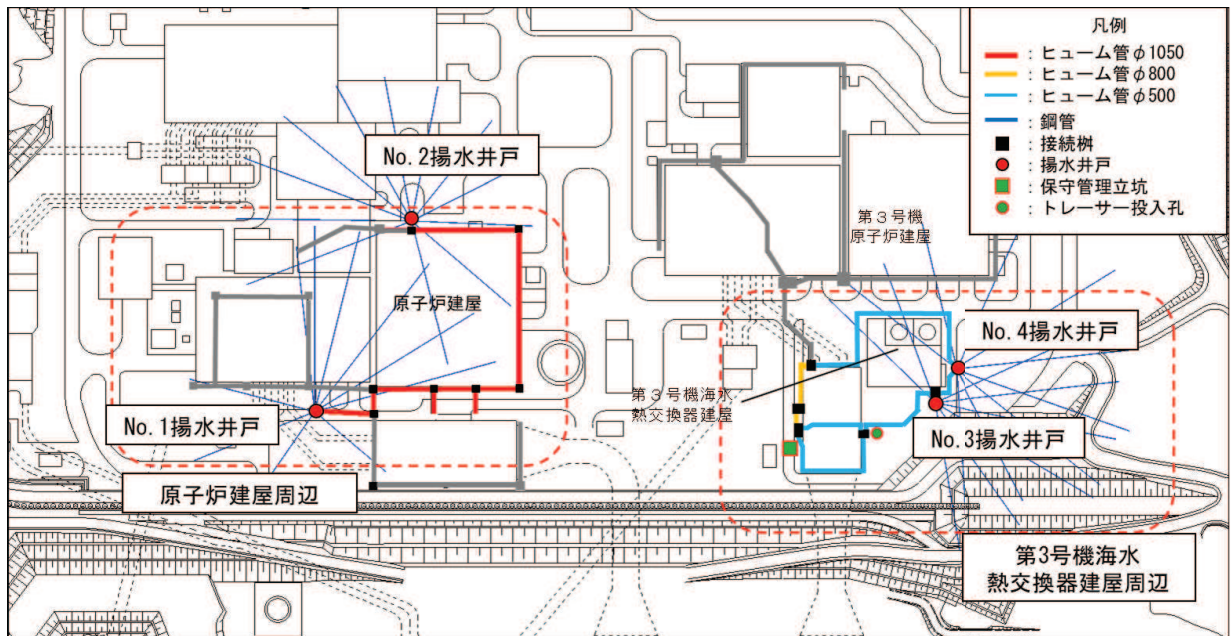 凡例
: ヒューム管φ1050
: ヒューム管φ800
: ヒューム管φ500
: 鋼管
: 接続桝
: 揚水井戸
: 保守管理立坑
: トレーサー投入孔
No.2揚水井戸
第3号機
原子炉建屋
原子炉建屋
No.4揚水井戸
第3号機海水
熱交換器建屋
No.1揚水井戸
No.3揚水井戸
原子炉建屋周辺
第3号機海水
熱交換器建屋周辺